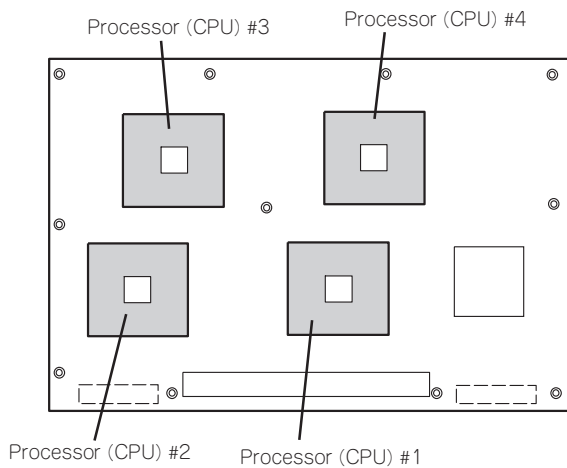 Processor (CPU) #3
Processor (CPU) #4
Processor (CPU) #2
Processor (CPU) #1